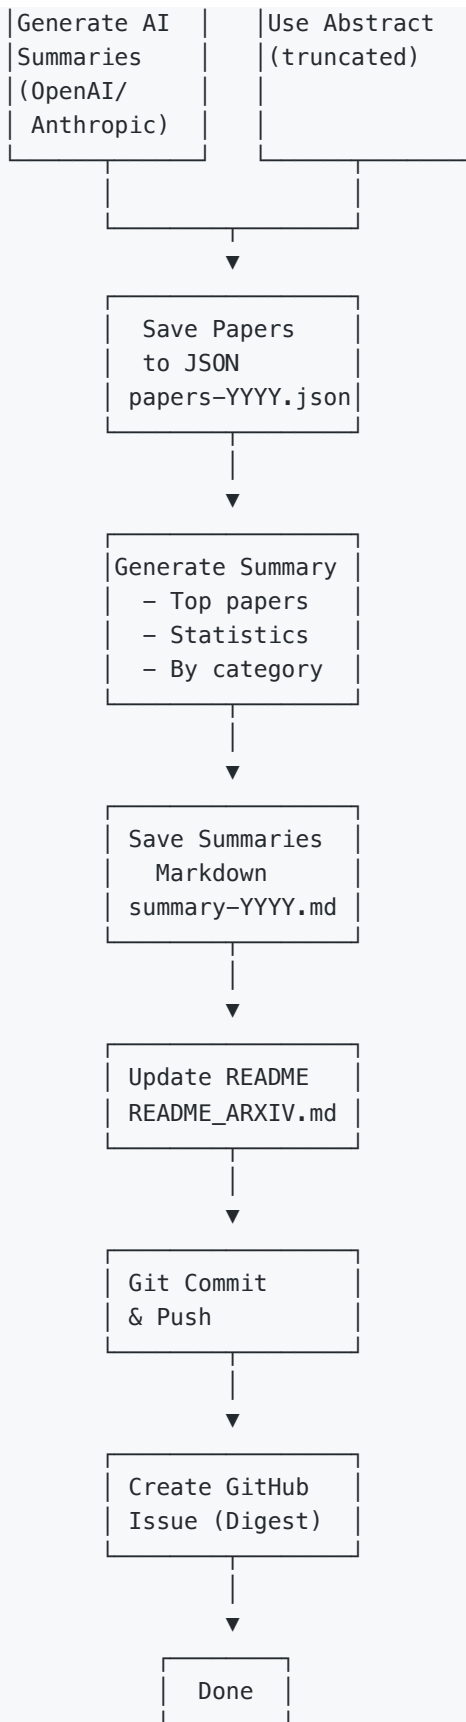 Generate AI
Summaries
(OpenAI/
Anthropic)
Use Abstract
(truncated)
Save Papers
to JSON
papers-YYYY.json
Generate Summary
- Top papers
- Statistics
- By category
Save Summaries
Markdown
summary-YYYY.md
Update README
README_ARXIV.md
Git Commit
& Push
Create GitHub
Issue (Digest)
Done